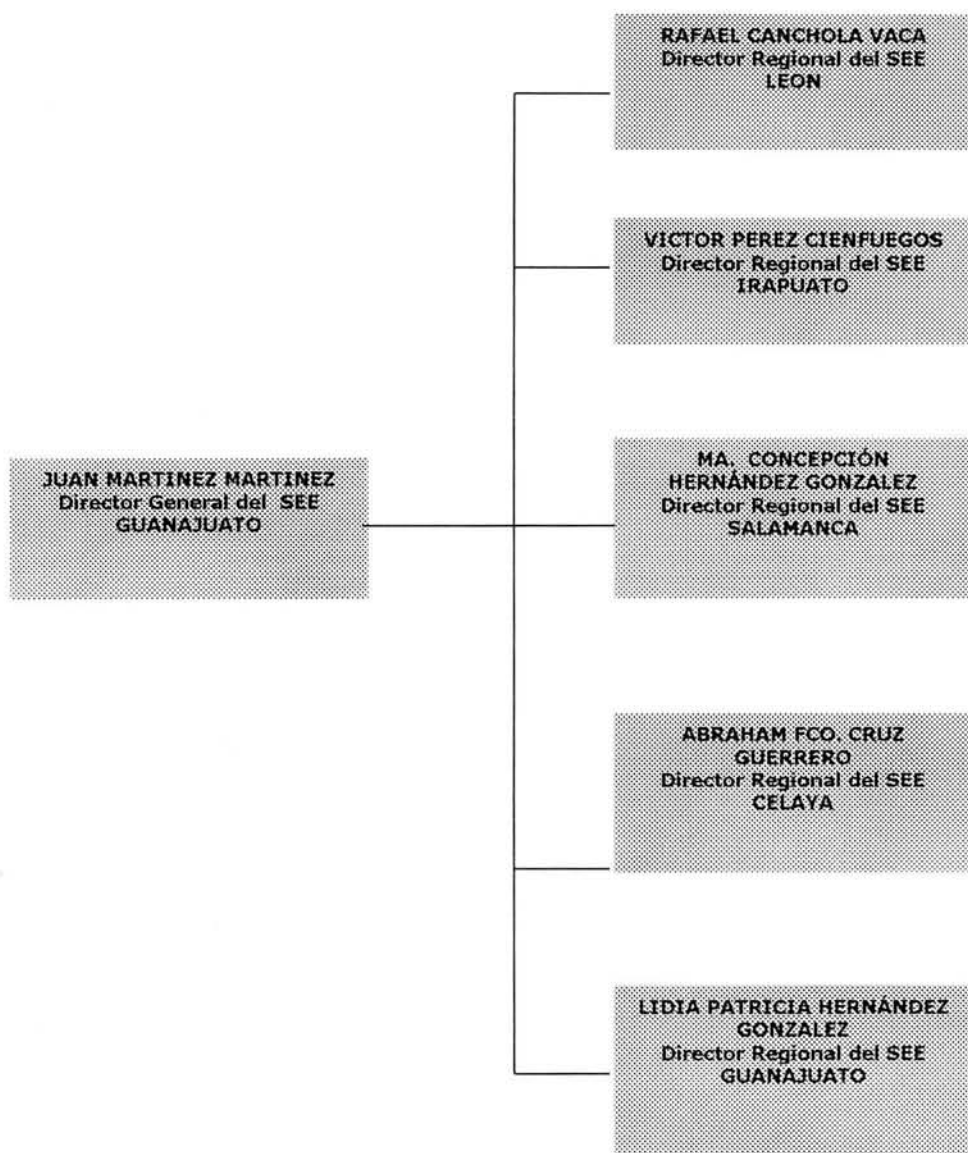 RAFAEL CANCHOLA VACA
Director Regional del SEE
LEON
VICTOR PEREZ CIENFUEGOS
Director Regional del SEE
IRAPUATO
JUAN MARTINEZ MARTINEZ
Director General del SEE
GUANAJUATO
MA. CONCEPCIÓN
HERNÁNDEZ GONZALEZ
Director Regional del SEE
SALAMANCA
ABRAHAM FCO. CRUZ
GUERRERO
Director Regional del SEE
CELAYA
LIDIA PATRICIA HERNÁNDEZ
GONZALEZ
Director Regional del SEE
GUANAJUATO